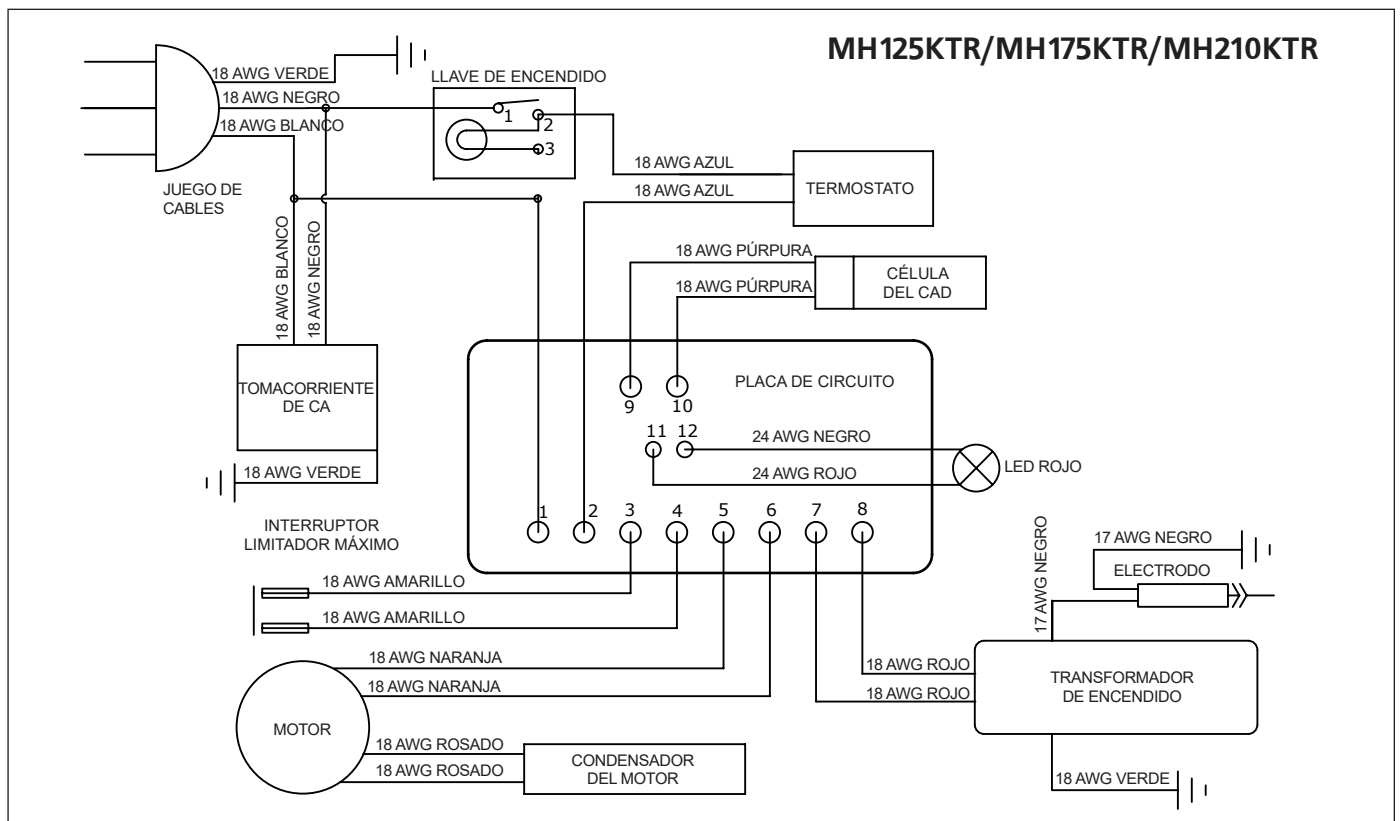 MH125KTR/MH175KTR/MH210KTR
18 AWG VERDE
LLAVE DE ENCENDIDO
18 AWG NEGRO
18 AWG BLANCO
1
2
3
JUEGO DE
CABLES
18 AWG AZUL
18 AWG AZUL
TERMOSTATO
18 AWG BLANCO
18 AWG NEGRO
18 AWG PÚRPURA
18 AWG PÚRPURA
CÉLULA
DEL CAD
TOMACORRIENTE
DE CA
18 AWG VERDE
PLACA DE CIRCUITO
9
10
11
12
24 AWG NEGRO
24 AWG ROJO
LED ROJO
1
2
3
4
5
6
7
8
INTERRUPTOR
LIMITADOR MÁXIMO
18 AWG AMARILLO
18 AWG AMARILLO
17 AWG NEGRO
17 AWG NEGRO
ELECTRODO
18 AWG NARANJA
18 AWG NARANJA
MOTOR
18 AWG ROJO
18 AWG ROJO
TRANSFORMADOR
DE ENCENDIDO
18 AWG ROSADO
18 AWG ROSADO
CONDENSADOR
DEL MOTOR
18 AWG VERDE